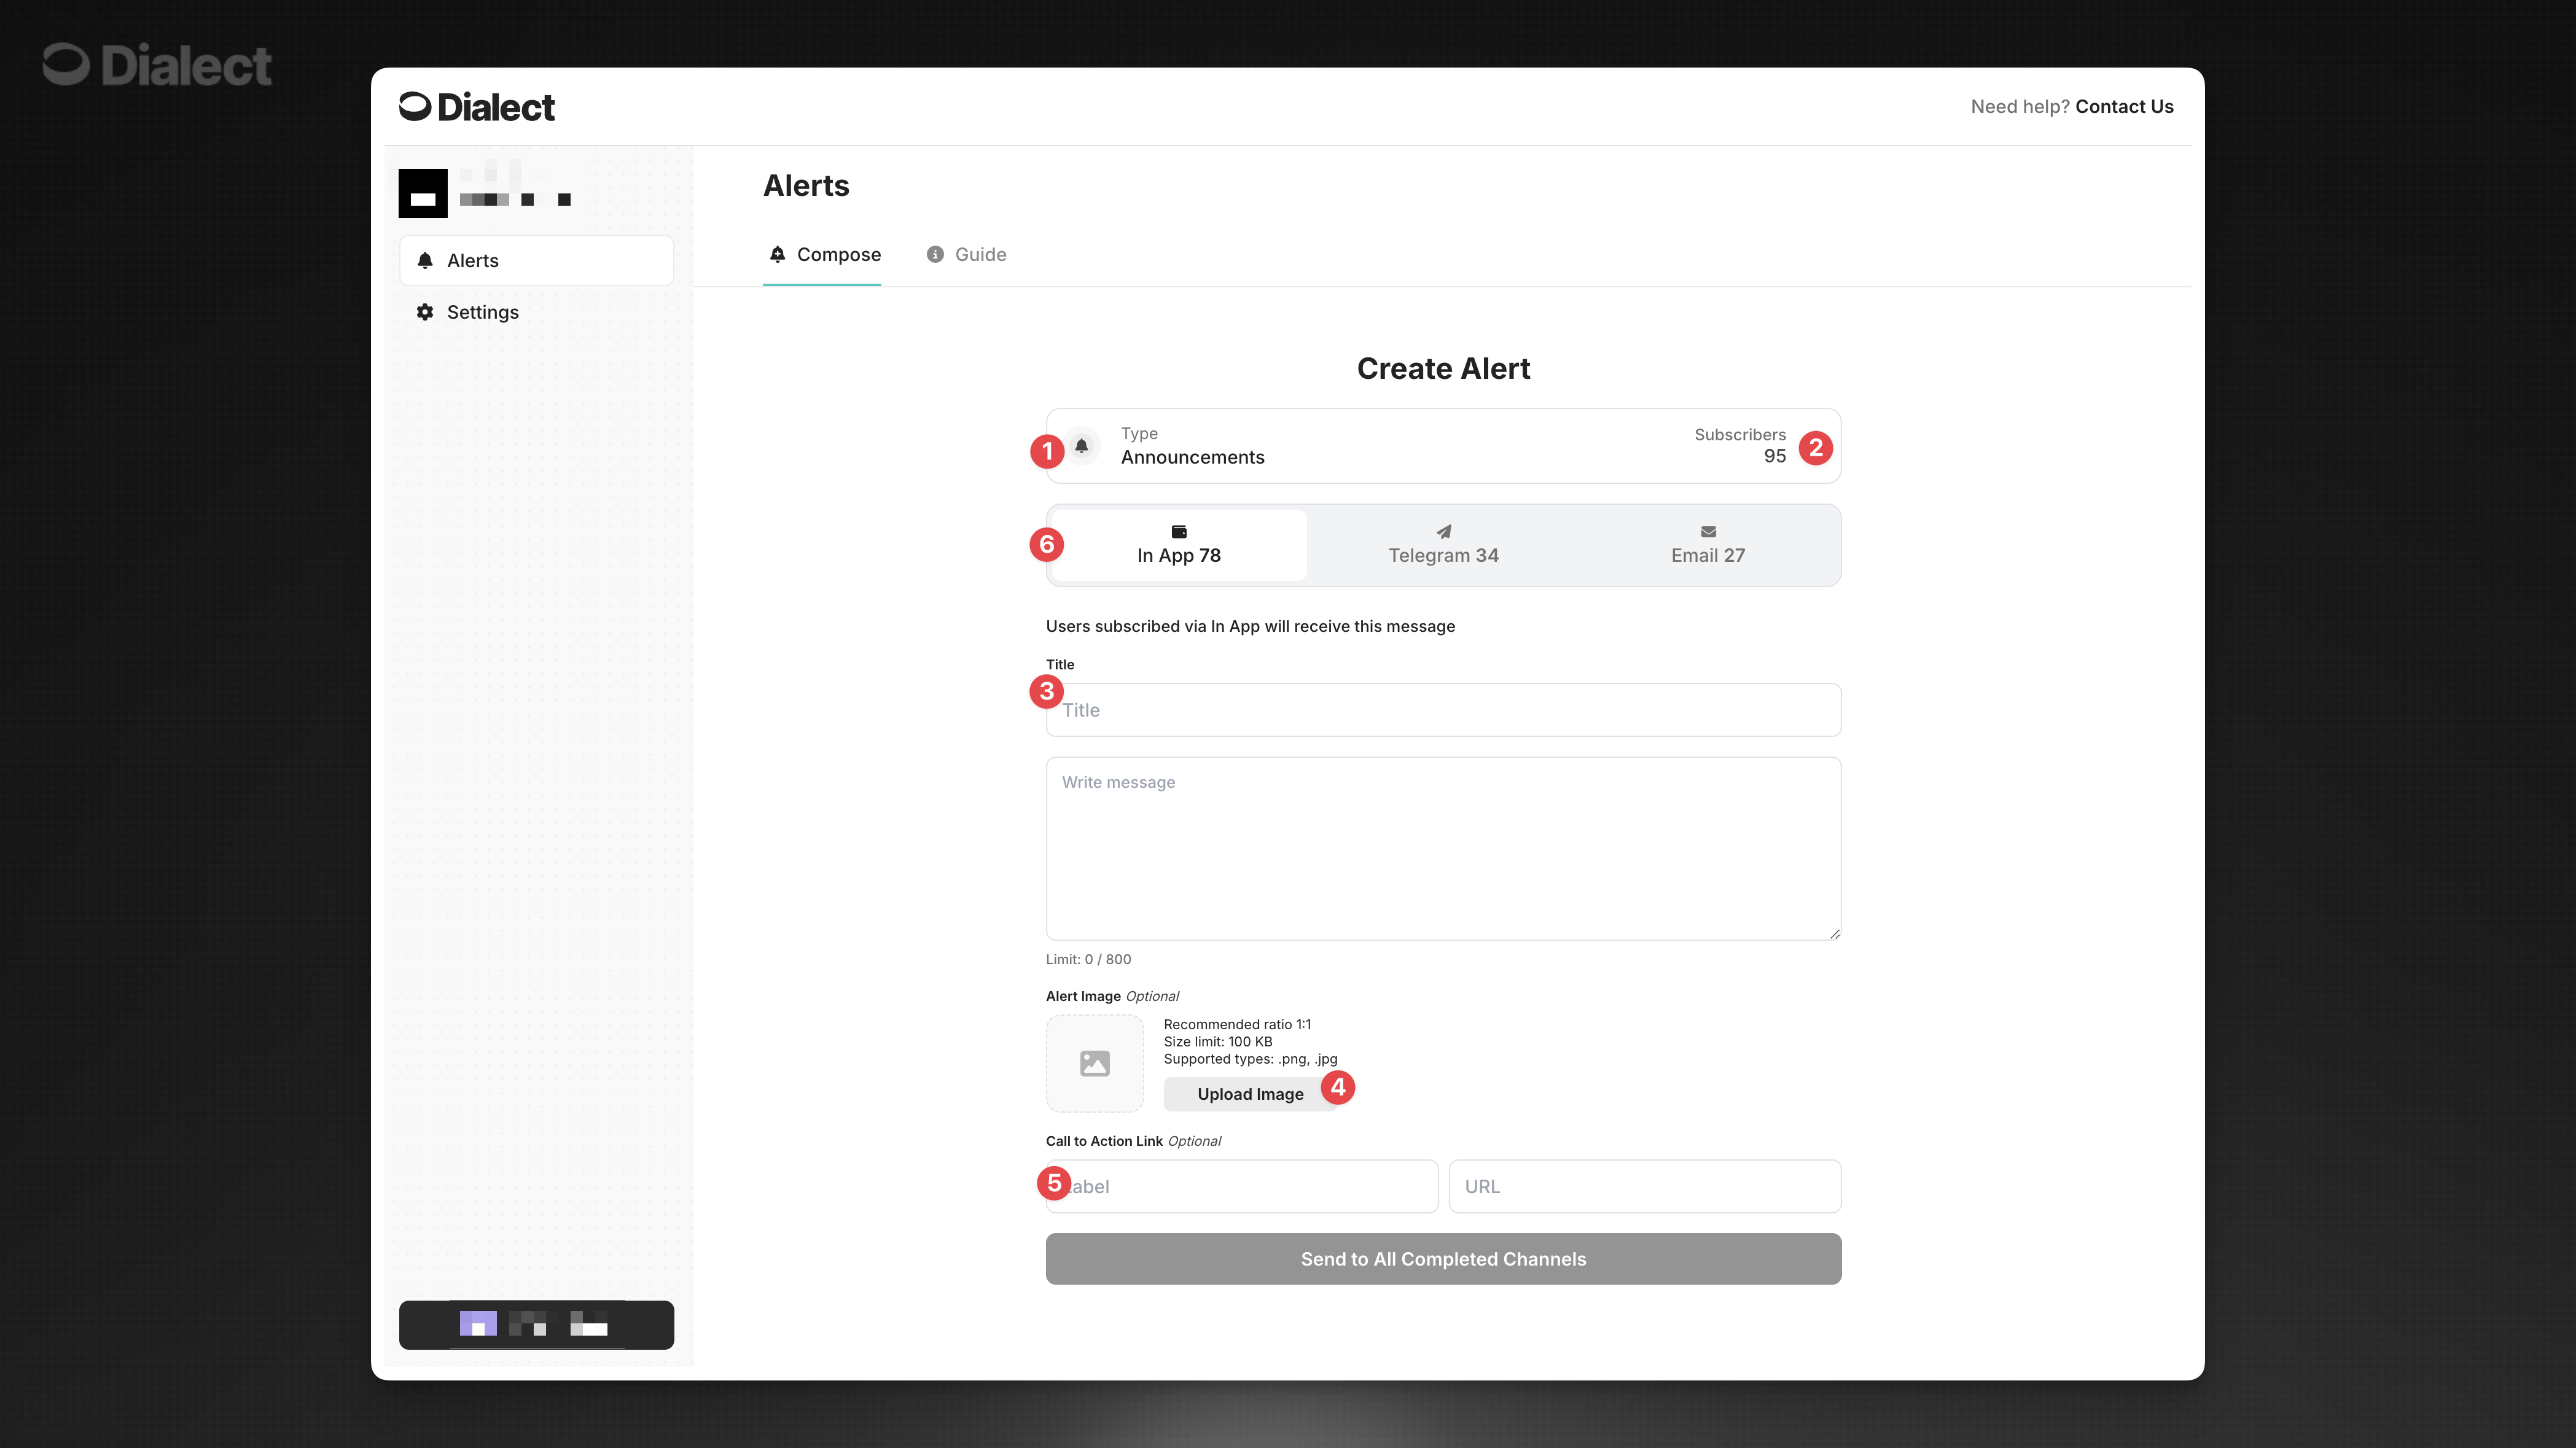 Dialect
Dialect
Need help? Contact Us
Alerts
Settings
Alerts
Compose
Guide
Create Alert
1
Type
Announcements
Subscribers
95
2
6
In App 78
Telegram 34
Email 27
Users subscribed via In App will receive this message
Title
3
Title
Write message
Limit: 0 / 800
Alert Image Optional
Recommended ratio 1:1
Size limit: 100 KB
Supported types: .png, .jpg
Upload Image
4
Call to Action Link Optional
5
abel
URL
Send to All Completed Channels